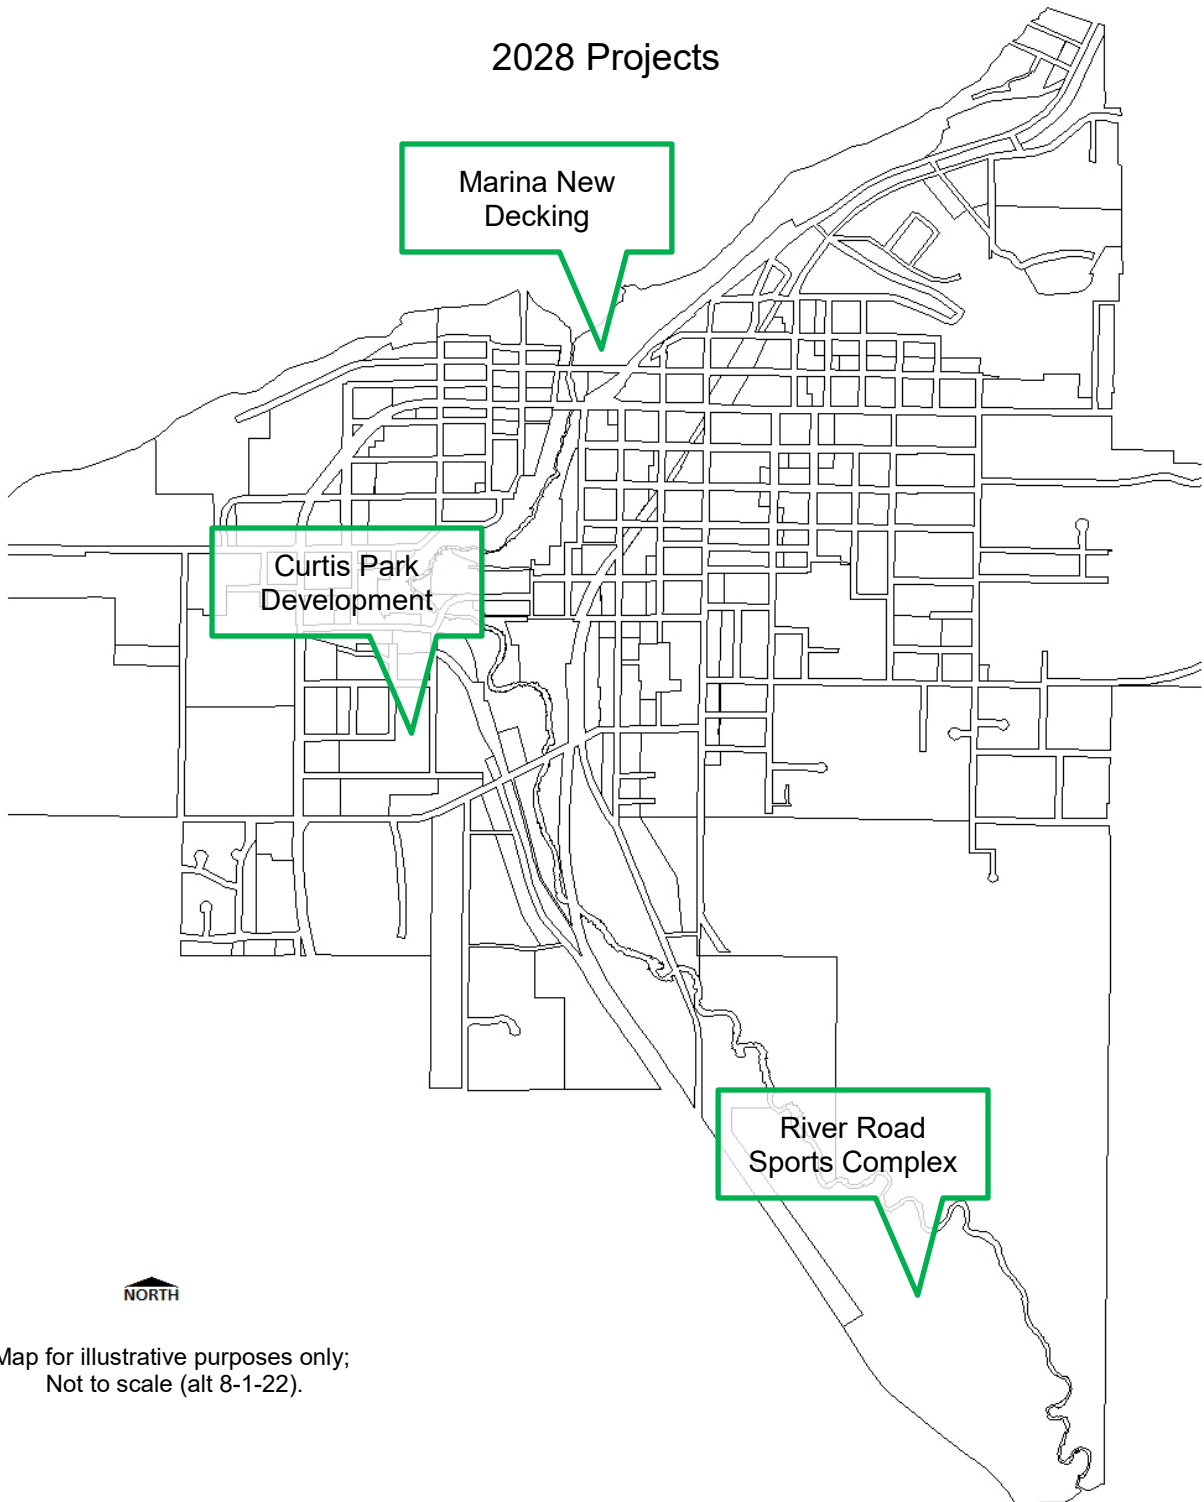 2028 Projects
Marina New
Decking
Curtis Park
Development
River Road
Sports Complex
NORTH
Map for illustrative purposes only;
Not to scale (alt 8-1-22).